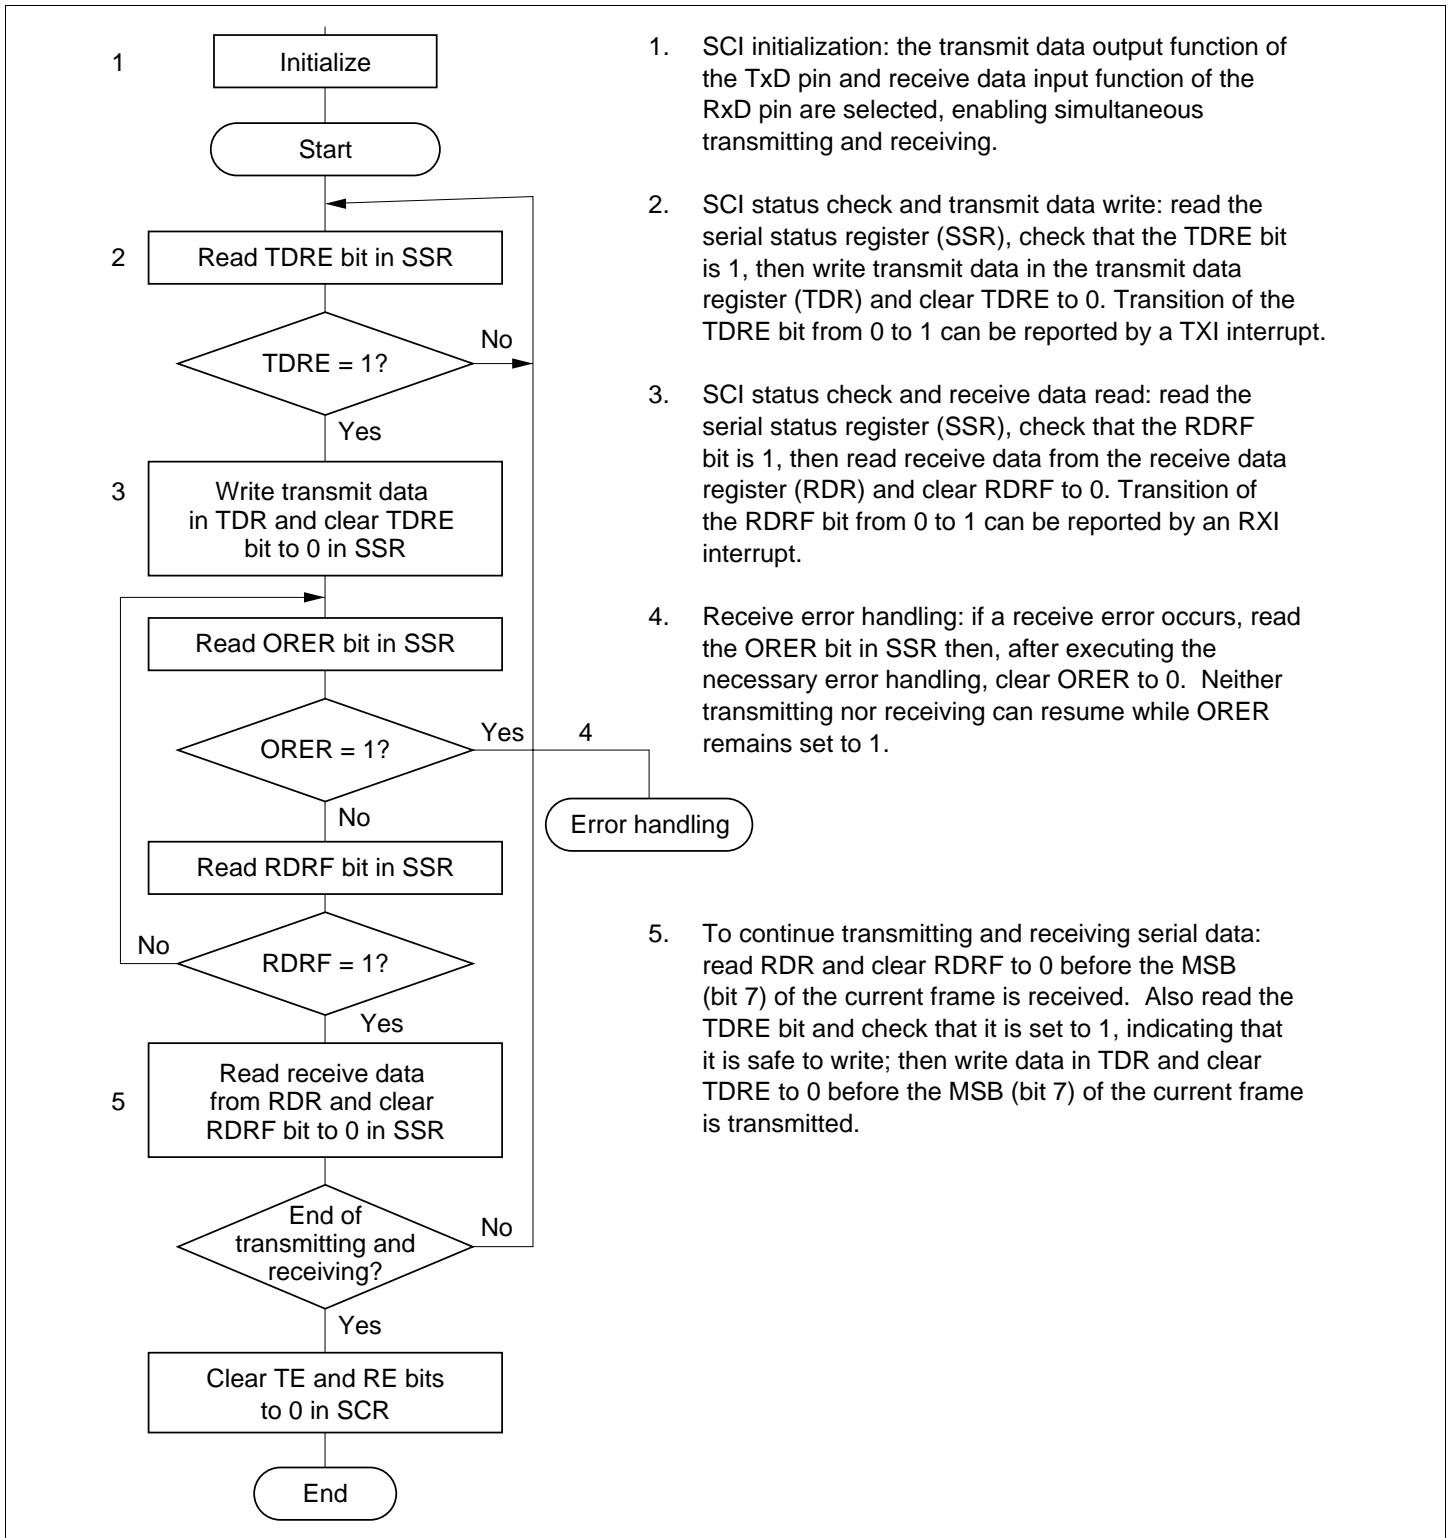 1
Initialize
Start
2
Read TDRE bit in SSR
TDRE = 1?
No
Yes
3
Write transmit data
in TDR and clear TDRE
bit to 0 in SSR
Read ORER bit in SSR
ORER = 1?
Yes
4
No
Error handling
Read RDRF bit in SSR
No
RDRF = 1?
Yes
5
Read receive data
from RDR and clear
RDRF bit to 0 in SSR
End of
transmitting and
receiving?
No
Yes
Clear TE and RE bits
to 0 in SCR
End
1. SCI initialization: the transmit data output function of
the TxD pin and receive data input function of the
RxD pin are selected, enabling simultaneous
transmitting and receiving.
2. SCI status check and transmit data write: read the
serial status register (SSR), check that the TDRE bit
is 1, then write transmit data in the transmit data
register (TDR) and clear TDRE to 0. Transition of the
TDRE bit from 0 to 1 can be reported by a TXI interrupt.
3. SCI status check and receive data read: read the
serial status register (SSR), check that the RDRF
bit is 1, then read receive data from the receive data
register (RDR) and clear RDRF to 0. Transition of
the RDRF bit from 0 to 1 can be reported by an RXI
interrupt.
4. Receive error handling: if a receive error occurs, read
the ORER bit in SSR then, after executing the
necessary error handling, clear ORER to 0.  Neither
transmitting nor receiving can resume while ORER
remains set to 1.
5. To continue transmitting and receiving serial data:
read RDR and clear RDRF to 0 before the MSB
(bit 7) of the current frame is received.  Also read the
TDRE bit and check that it is set to 1, indicating that
it is safe to write; then write data in TDR and clear
TDRE to 0 before the MSB (bit 7) of the current frame
is transmitted.